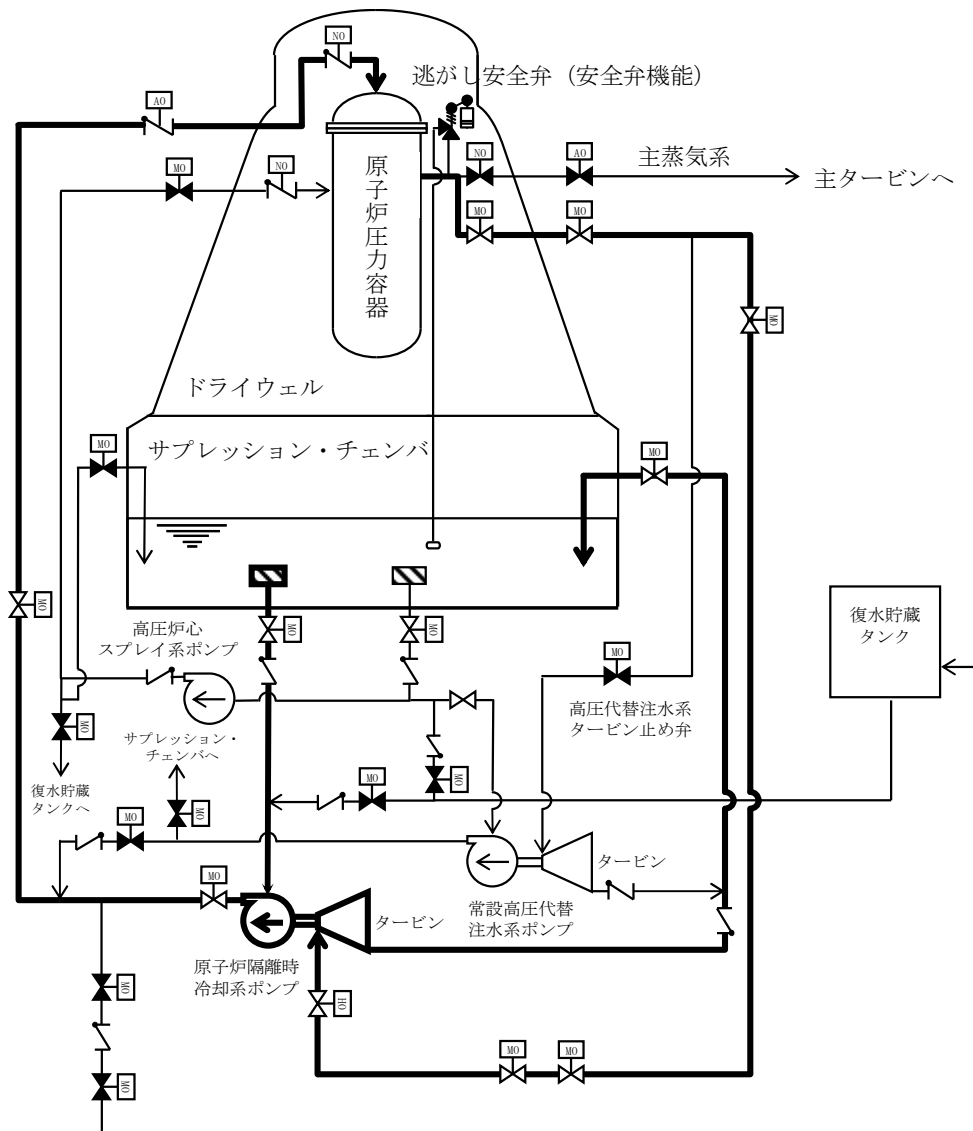 NO
逃がし安全弁（安全弁機能）
AO
MO
NO
NO
AO
主蒸気系
主タービンへ
原子炉圧力容器
MO
MO
MO
ドライウェル
サプレッション・チェンバ
MO
MO
MO
MO
MO
高圧炉心
スプレイ系ポンプ
復水貯蔵
タンク
MO
高圧代替注水系
タービン止め弁
MO
サプレッション・
チェンバへ
復水貯蔵
タンクへ
MO
MO
MO
MO
タービン
MO
常設高圧代替
注水系ポンプ
タービン
原子炉隔離時
冷却系ポンプ
MO
HO
MO
MO
MO